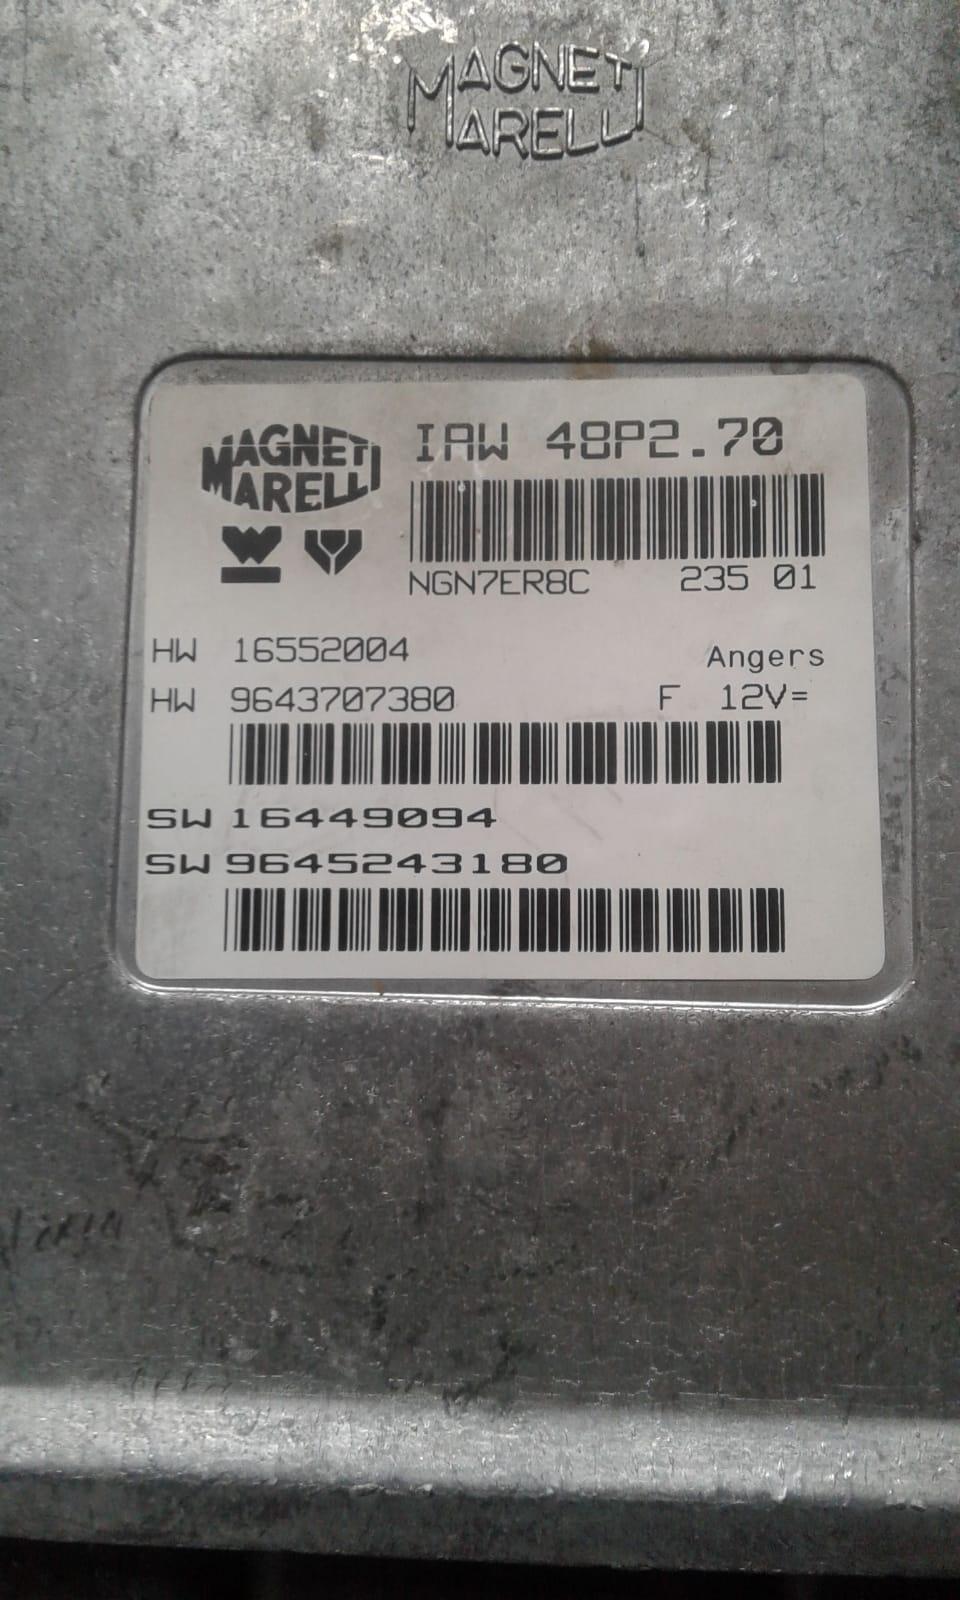 MAGNETI
MARELLI
MAGNETI
MARELLI
IAW 48P2.70
NGN7ER8C 235 01
HW 16552004
Angers
HW 9643707380 F 12V=
SW 16449094
SW 9645243180